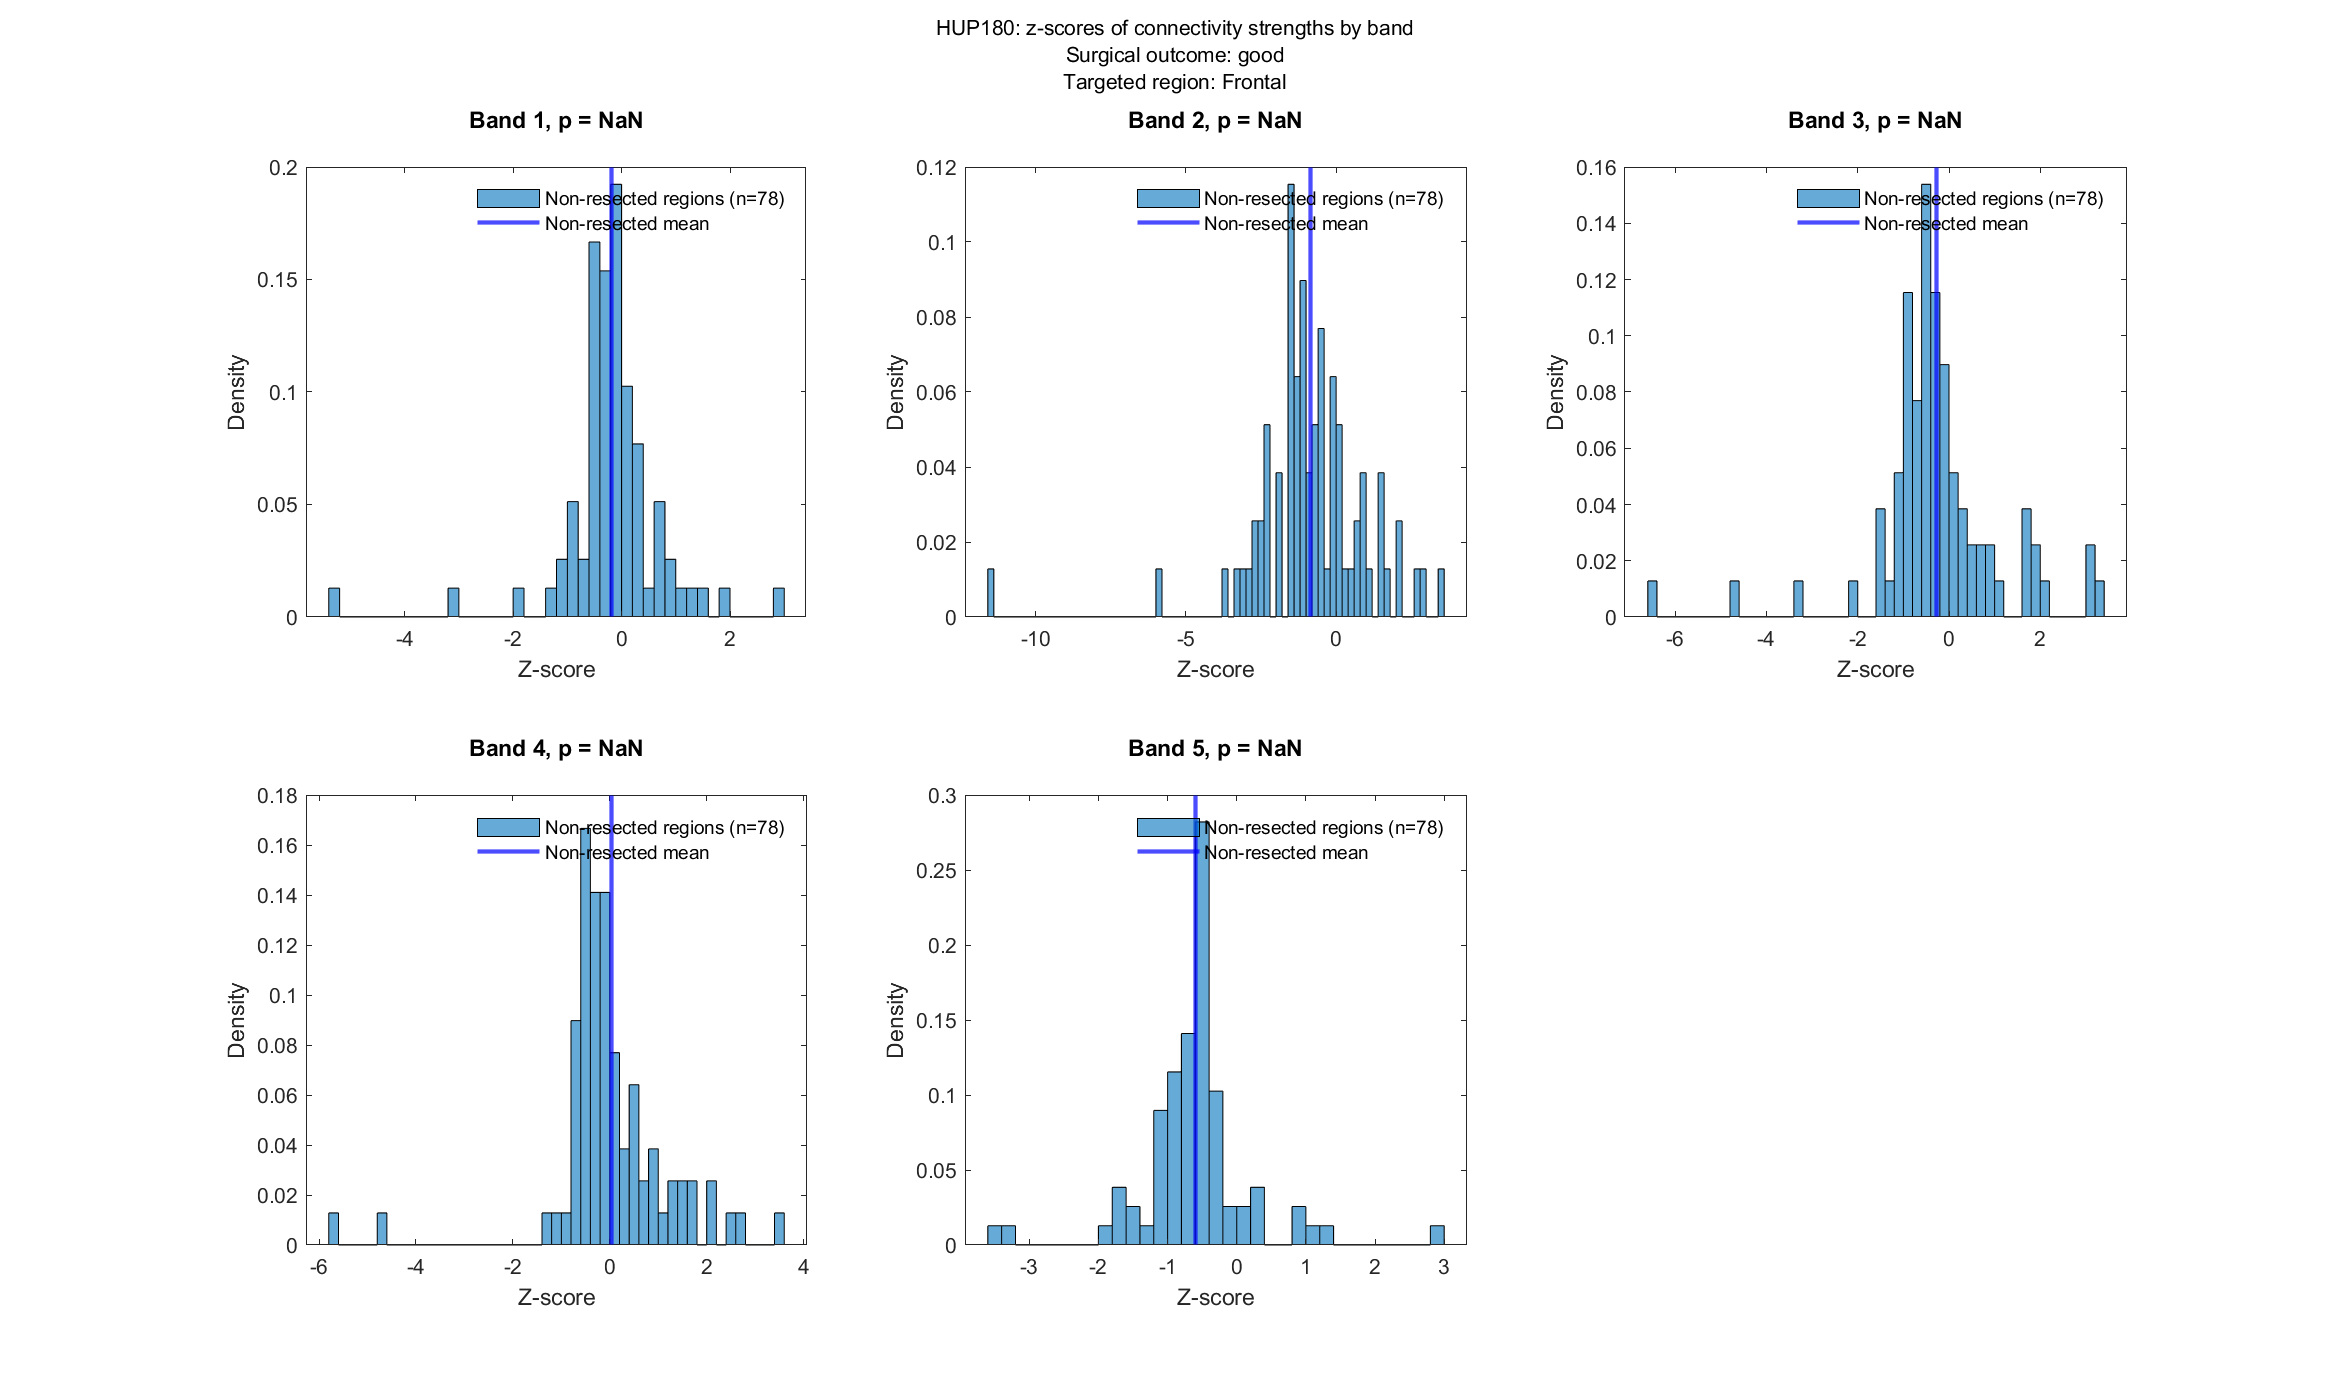 HUP180: z-scores of connectivity strengths by band
Surgical outcome: good
Targeted region: Frontal
Band 1, p = NaN
0.2
0.15
0.1
0.05
0
Density
-4 -2 0 2
Z-score
Non-resected regions (n=78)
Non-resected mean
Band 2, p = NaN
0.12
0.1
0.08
0.06
0.04
0.02
0
Density
-10 -5 0
Z-score
Non-resected regions (n=78)
Non-resected mean
Band 3, p = NaN
0.16
0.14
0.12
0.1
0.08
0.06
0.04
0.02
0
Density
-6 -4 -2 0 2
Z-score
Non-resected regions (n=78)
Non-resected mean
Band 4, p = NaN
0.18
0.16
0.14
0.12
0.1
0.08
0.06
0.04
0.02
0
Density
-6 -4 -2 0 2 4
Z-score
Non-resected regions (n=78)
Non-resected mean
Band 5, p = NaN
0.3
0.25
0.2
0.15
0.1
0.05
0
Density
-3 -2 -1 0 1 2 3
Z-score
Non-resected regions (n=78)
Non-resected mean